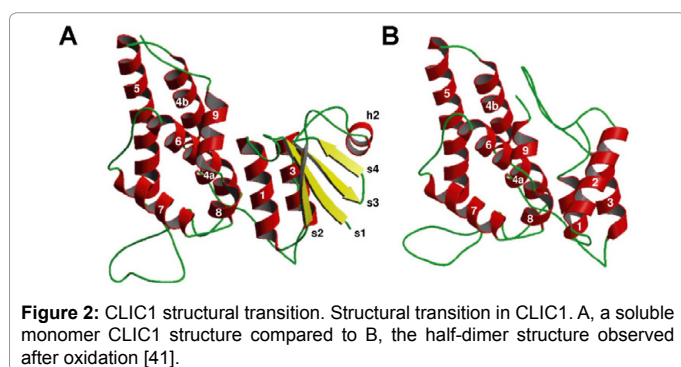 A
B
5
4b
9
6
4a
7
8
1
3
h2
s4
s3
s2
s1
5
4b
9
6
4a
7
8
2
1
3
Figure 2: CLIC1 structural transition. Structural transition in CLIC1. A, a soluble
monomer CLIC1 structure compared to B, the half-dimer structure observed
after oxidation [41].